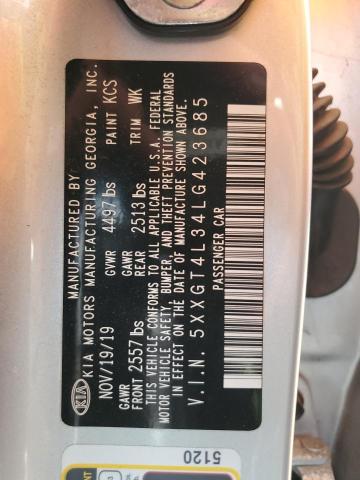 MANUFACTURED BY:
KIA KIA MOTORS MANUFACTURING GEORGIA, INC.
NOV/19/19 GVWR 4497 lbs PAINT KCS
GAWR FRONT 2557 lbs GAWR REAR 2513 lbs TRIM WK
THIS VEHICLE CONFORMS TO ALL APPLICABLE U.S.A. FEDERAL
MOTOR VEHICLE SAFETY, BUMPER, AND THEFT PREVENTION STANDARDS
IN EFFECT ON THE DATE OF MANUFACTURE SHOWN ABOVE.
V.I.N. 5XXGT4L34LG423685
PASSENGER CAR
5120